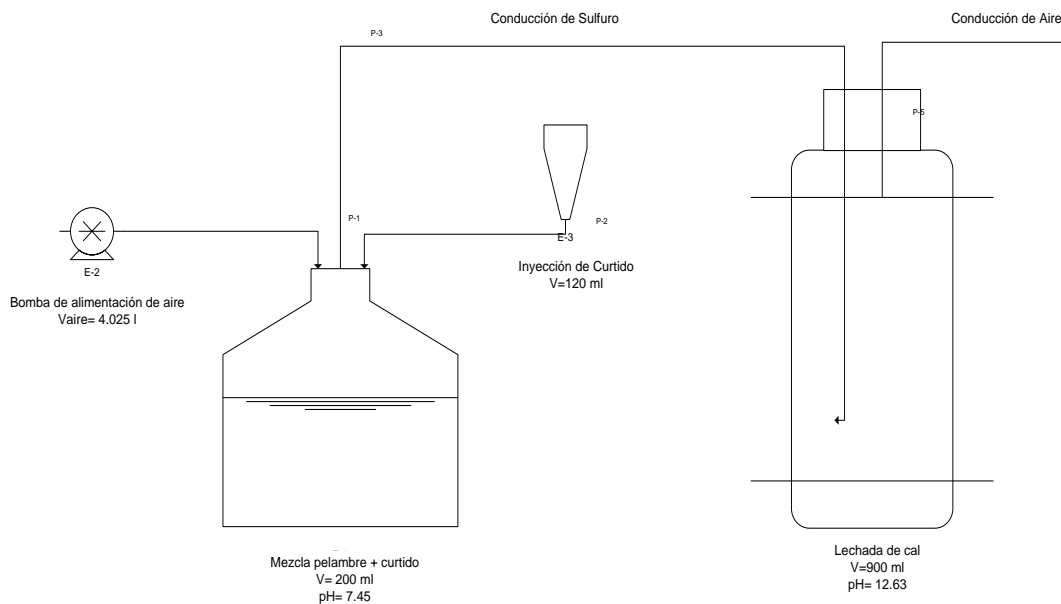 Conducción de Sulfuro
Conducción de Aire
P-3
P-5
P-1
P-2
E-3
E-2
Inyección de Curtido
V=120 ml
Bomba de alimentación de aire
Vaire= 4.025 l
Mezcla pelambre + curtido
V= 200 ml
pH= 7.45
Lechada de cal
V=900 ml
pH= 12.63